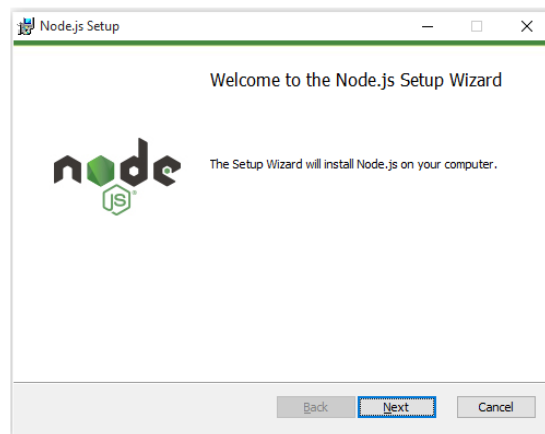 Node.js Setup
Welcome to the Node.js Setup Wizard
node
JS
The Setup Wizard will install Node.js on your computer.
Back Next Cancel